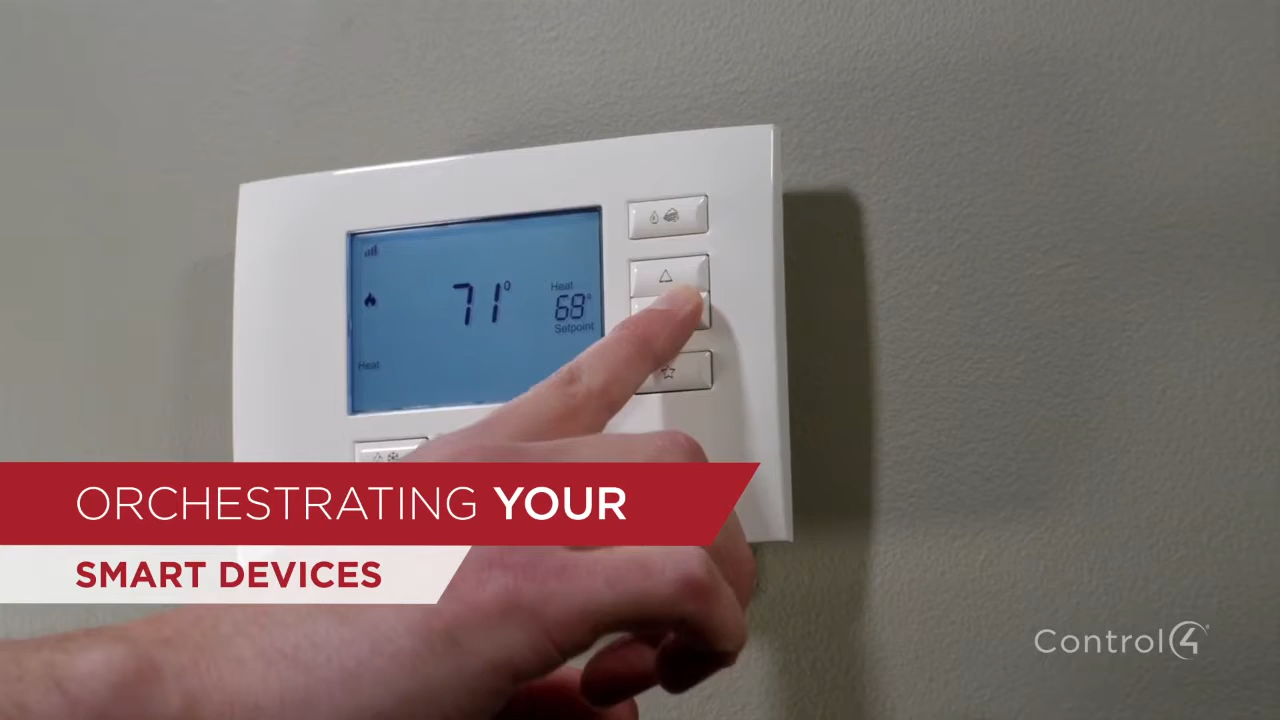 71°
Heat
68°
Setpoint
Heat
ORCHESTRATING YOUR
SMART DEVICES
Control4®